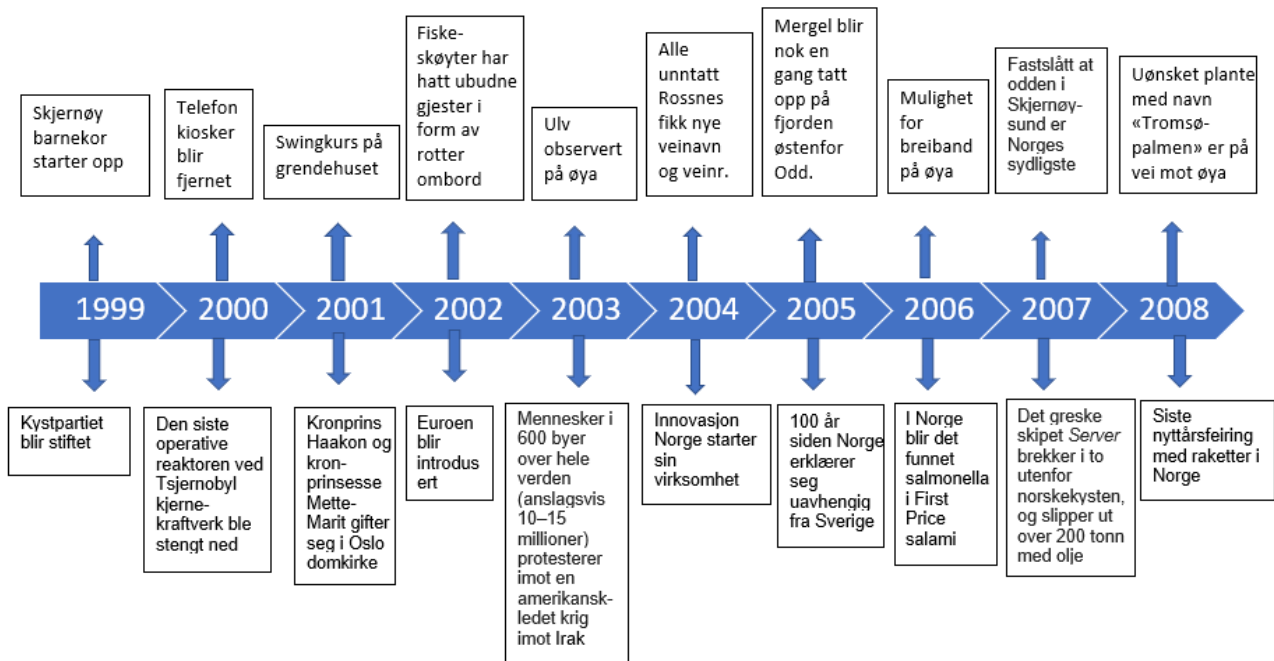 Skjernøy
barnekor
starter opp
Telefon
kiosker
blir
fjernet
Swingkurs på
grendehuset
Fiske-
skøyter har
hatt ubudne
gjester i
form av
rotter
ombord
Ulv
observert
på øya
Alle
unntatt
Rossnes
fikk nye
veinavn
og veinr.
Mergel blir
nok en
gang tatt
opp på
fjorden
østenfor
Odd.
Mulighet
for
breiband
på øya
Fastslått at
odden i
Skjernøy-
sund er
Norges
sydligste
Uønsket plante
med navn
«Tromsø-
palmen» er på
vei mot øya
1999
2000
2001
2002
2003
2004
2005
2006
2007
2008
Kystpartiet
blir stiftet
Den siste
operative
reaktoren ved
Tsjernobyl
kjerne-
kraftverk ble
stengt ned
Kronprins
Haakon og
kron-
prinsesse
Mette-
Marit gifter
seg i Oslo
domkirke
Euroen
blir
introdus
ert
Mennesker i
600 byer
over hele
verden
(anslagsvis
10–15
millioner)
protesterer
imot en
amerikansk-
ledet krig
imot Irak
Innovasjon
Norge starter
sin
virksomhet
100 år
siden Norge
erklærer
seg
uavhengig
fra Sverige
I Norge
blir det
funnet
salmonella
i First
Price
salami
Det greske
skipet Server
brekker i to
utenfor
norskekysten,
og slipper ut
over 200 tonn
med olje
Siste
nyttårsfeiring
med raketter i
Norge